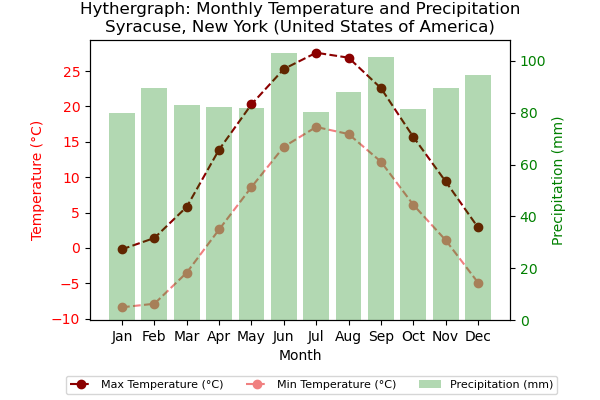 Hythergraph: Monthly Temperature and Precipitation
Syracuse, New York (United States of America)
Temperature (°C)
25
20
15
10
5
0
−5
−10
100
80
60
40
20
0
Precipitation (mm)
Jan Feb Mar Apr May Jun Jul Aug Sep Oct Nov Dec
Month
Max Temperature (°C) Min Temperature (°C) Precipitation (mm)